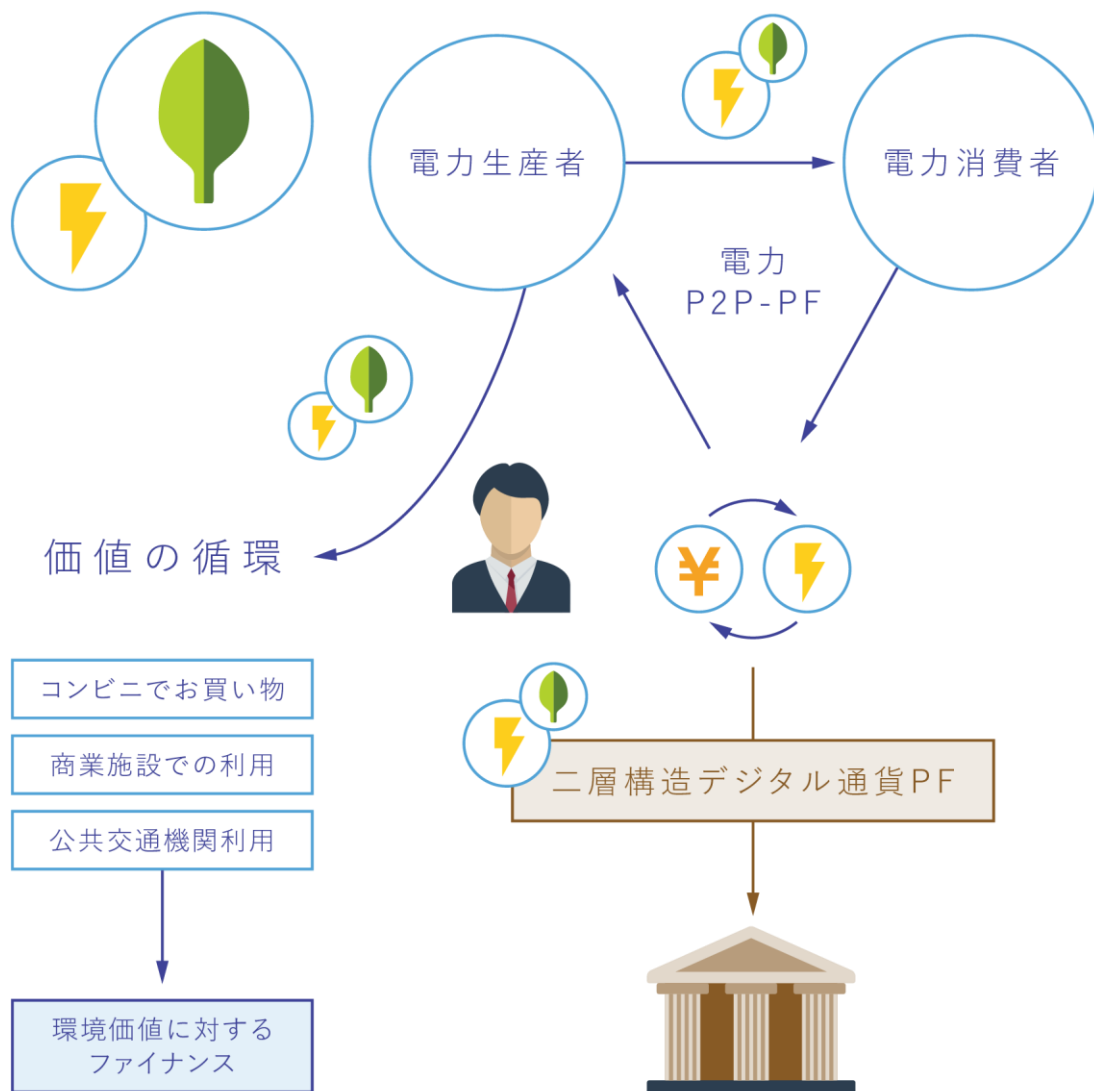 電力生産者
電力消費者
電力
P2P-PF
価値の循環
¥
コンビニでお買い物
商業施設での利用
公共交通機関利用
二層構造デジタル通貨PF
環境価値に対する
ファイナンス